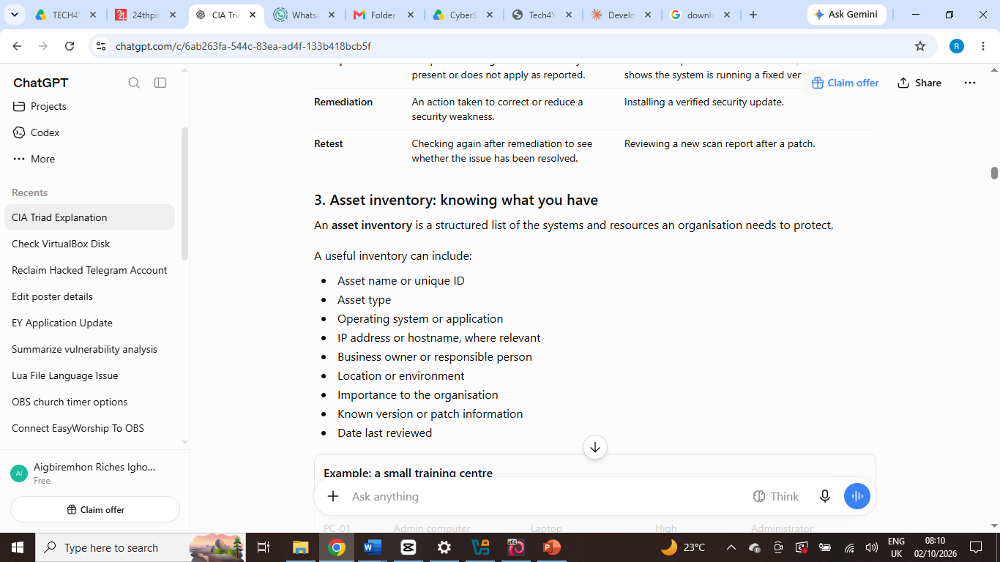 TECH4Y
24thpix
CIA Tria
WhatsA
Folder
CyberS
Tech4Y
Develo
downlo
Ask Gemini
chatgpt.com/c/6ab263fa-544c-83ea-ad4f-133b418bcb5f
R
ChatGPT
Projects
Codex
More
Recents
CIA Triad Explanation
Check VirtualBox Disk
Reclaim Hacked Telegram Account
Edit poster details
EY Application Update
Summarize vulnerability analysis
Lua File Language Issue
OBS church timer options
Connect EasyWorship To OBS
AI
Aigbiremhon Riches Igho...
Free
Claim offer
Claim offer
Share
present or does not apply as reported.
shows the system is running a fixed ver
Remediation
An action taken to correct or reduce a
security weakness.
Installing a verified security update.
Retest
Checking again after remediation to see
whether the issue has been resolved.
Reviewing a new scan report after a patch.
3. Asset inventory: knowing what you have
An asset inventory is a structured list of the systems and resources an organisation needs to protect.
A useful inventory can include:
Asset name or unique ID
Asset type
Operating system or application
IP address or hostname, where relevant
Business owner or responsible person
Location or environment
Importance to the organisation
Known version or patch information
Date last reviewed
Example: a small training centre
Ask anything
Think
PC-01
Admin computer
Laptop
High
Administrator
Type here to search
23°C
ENG
UK
08:10
02/10/2026